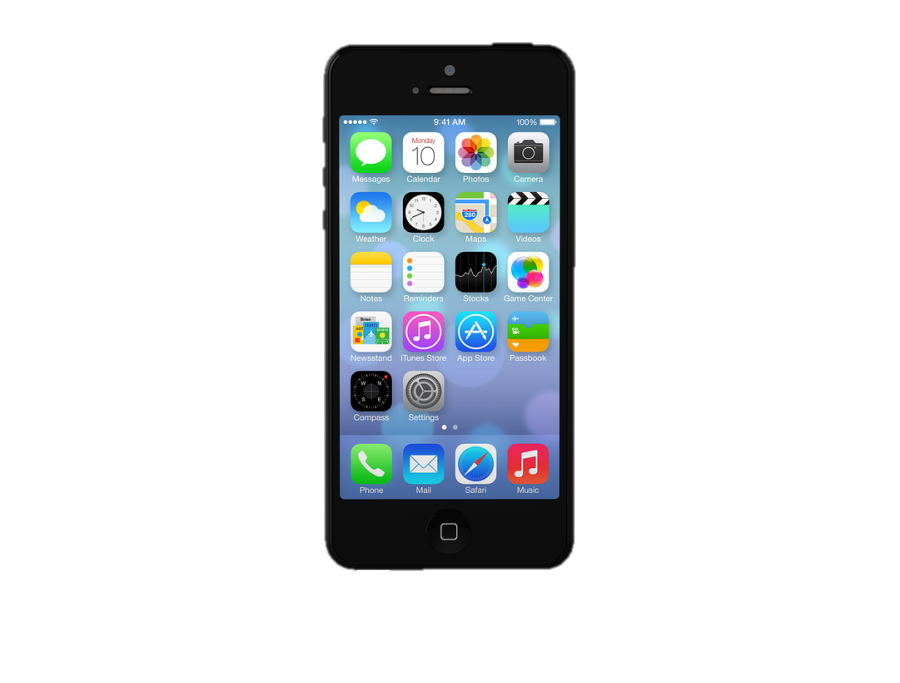 9:41 AM 100%
Monday
10
Messages Calendar Photos Camera
280
Weather Clock Maps Videos
Notes Reminders Stocks Game Center
Newsstand iTunes Store App Store Passbook
N
W
E
S
Compass Settings
Phone Mail Safari Music